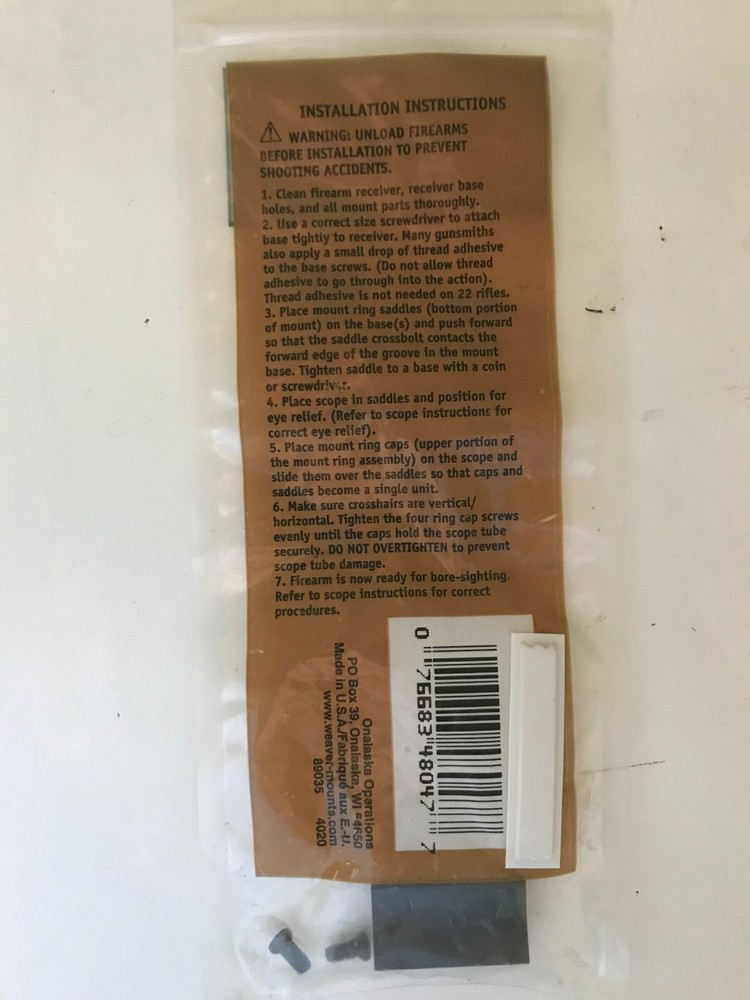 INSTALLATION INSTRUCTIONS
WARNING: UNLOAD FIREARMS
BEFORE INSTALLATION TO PREVENT
SHOOTING ACCIDENTS.
1. Clean firearm receiver, receiver base
holes, and all mount parts thoroughly.
2. Use a correct size screwdriver to attach
base tightly to receiver. Many gunsmiths
also apply a small drop of thread adhesive
to the base screws. (Do not allow thread
adhesive to go through into the action).
Thread adhesive is not needed on 22 rifles.
3. Place mount ring saddles (bottom portion
of mount) on the base(s) and push forward
so that the saddle crossbolt contacts the
forward edge of the groove in the mount
base. Tighten saddle to a base with a coin
or screwdriver.
4. Place scope in saddles and position for
eye relief. (Refer to scope instructions for
correct eye relief).
5. Place mount ring caps (upper portion of
the mount ring assembly) on the scope and
slide them over the saddles so that caps and
saddles become a single unit.
6. Make sure crosshairs are vertical/
horizontal. Tighten the four ring cap screws
evenly until the caps hold the scope tube
securely. DO NOT OVERTIGHTEN to prevent
scope tube damage.
7. Firearm is now ready for bore-sighting.
Refer to scope instructions for correct
procedures.
Onalaska Operations
PO Box 39, Onalaska, WI 54650
Made in U.S.A./Fabriqué aux E.-U.
www.weaver-mounts.com
89035 4020
0 76683 48047 7